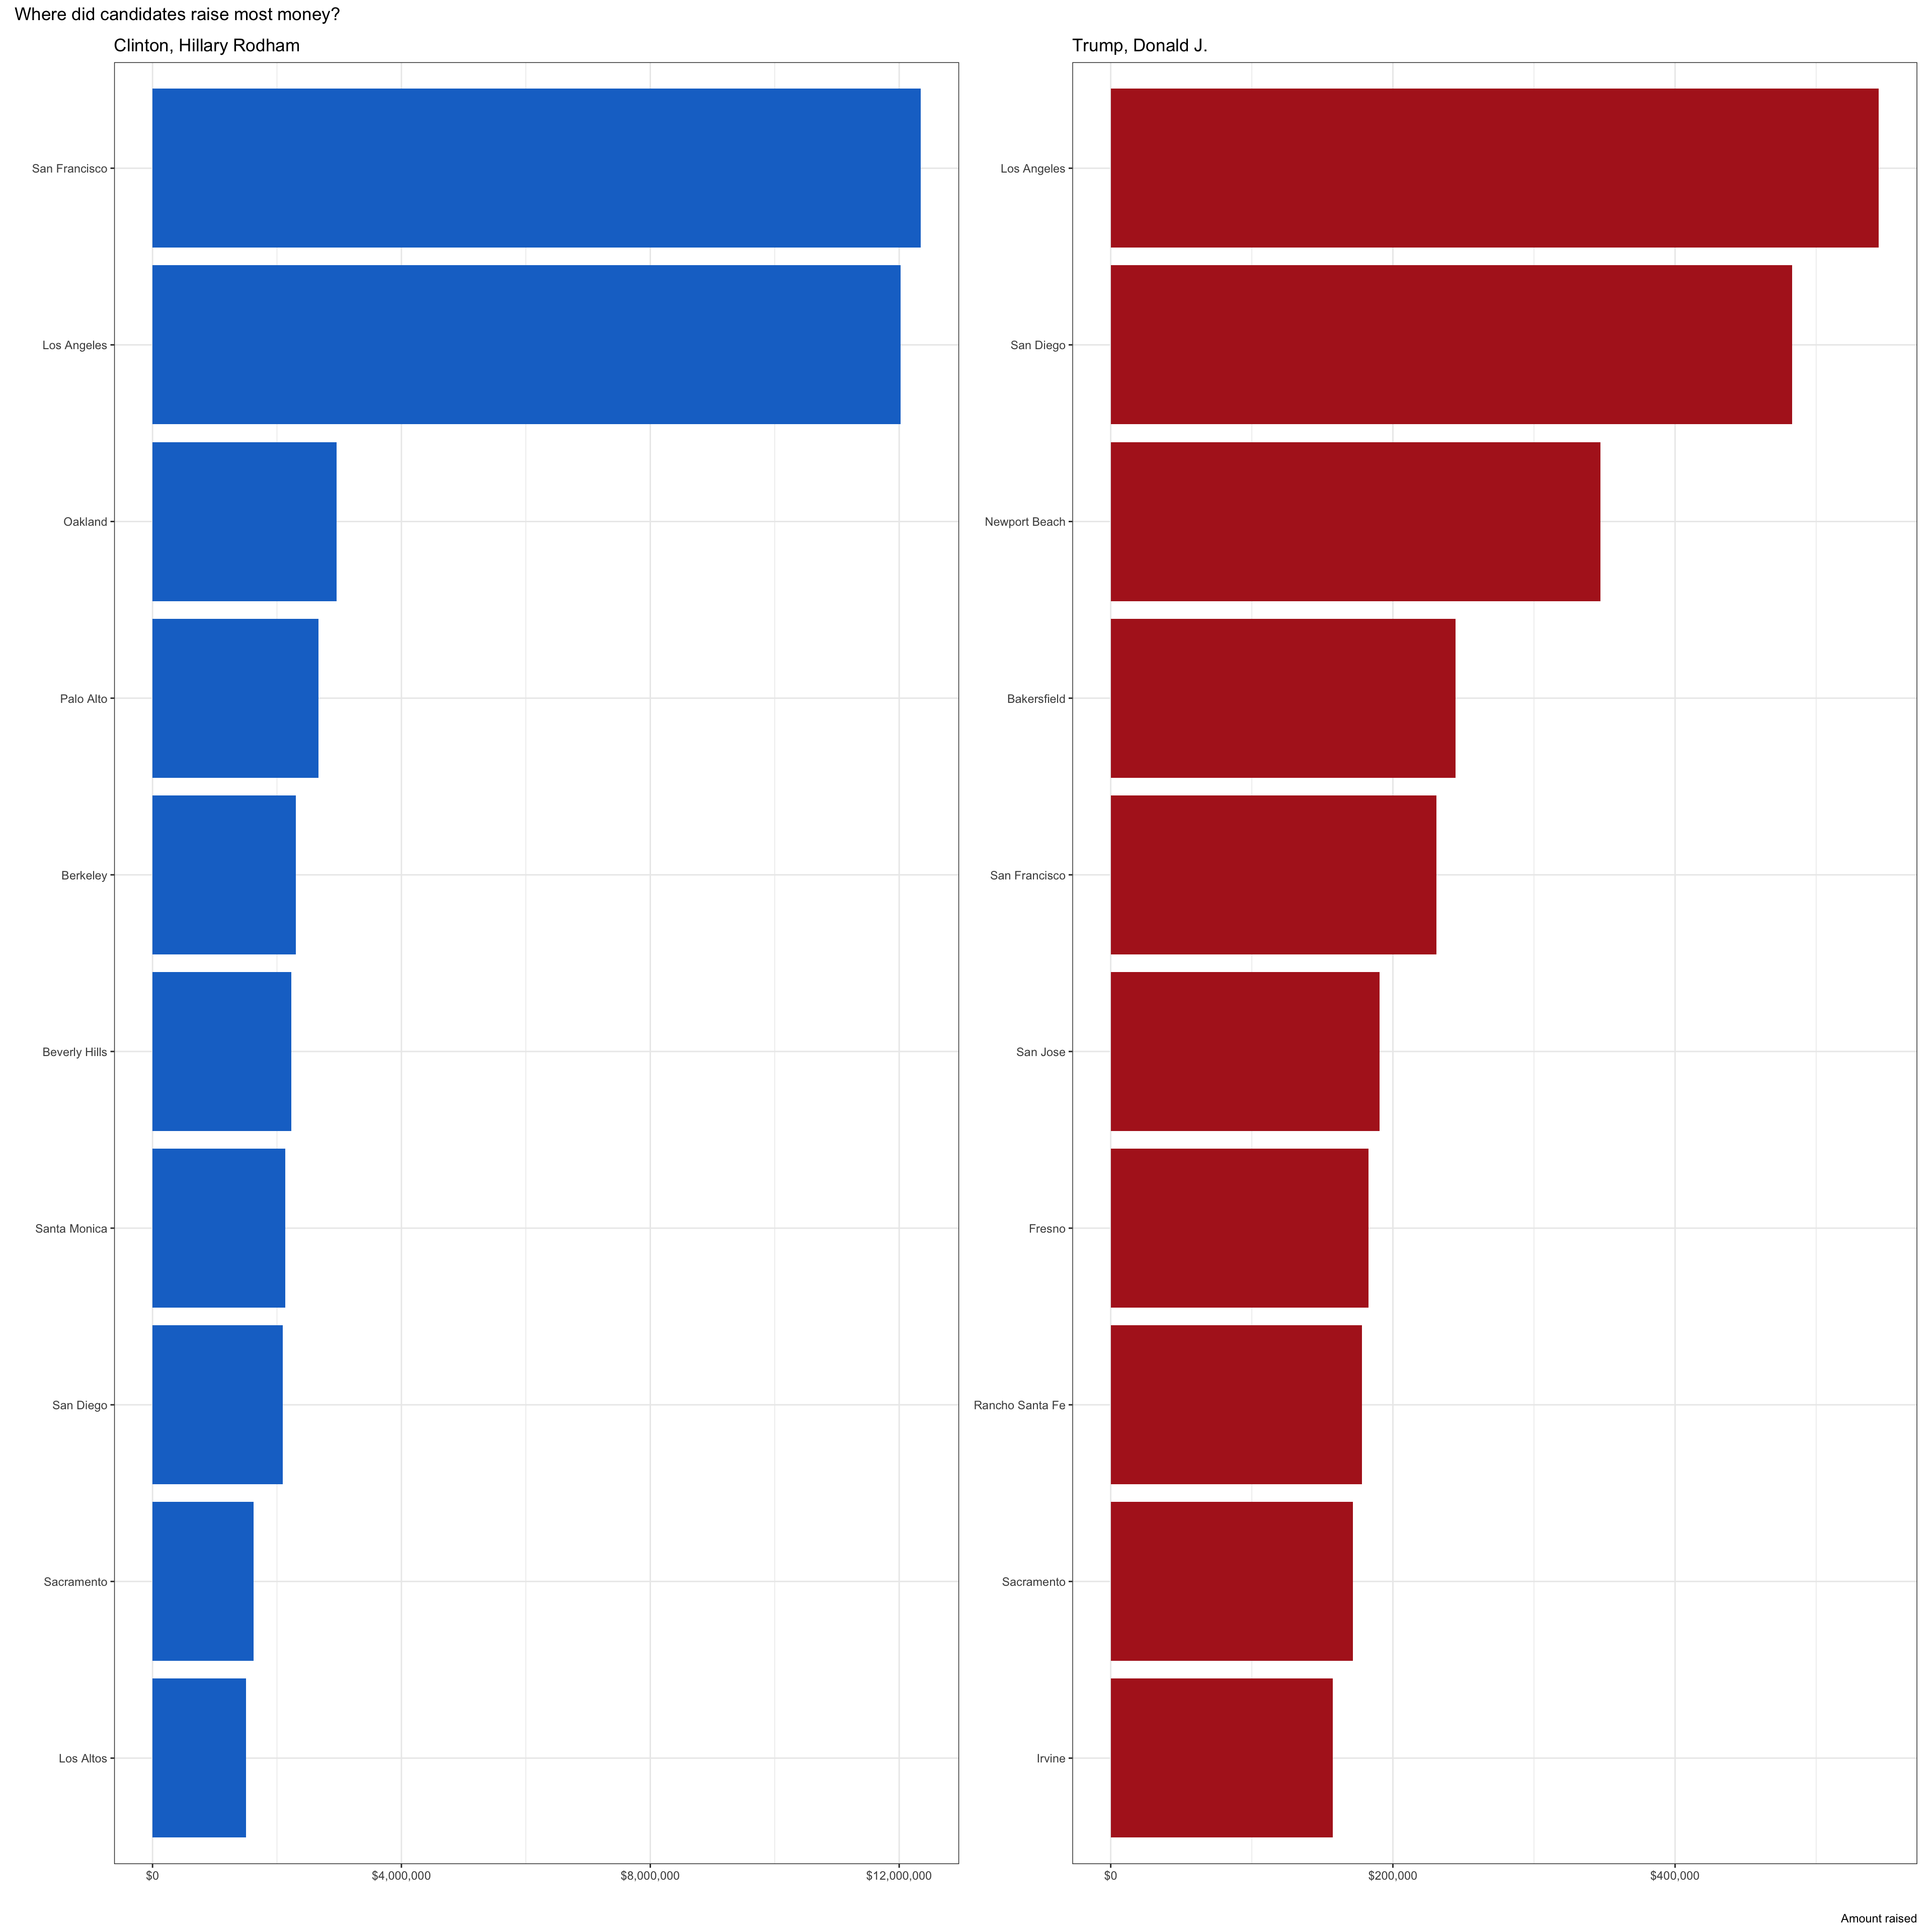 Where did candidates raise most money?
Clinton, Hillary Rodham
San Francisco
Los Angeles
Oakland
Palo Alto
Berkeley
Beverly Hills
Santa Monica
San Diego
Sacramento
Los Altos
$0
$4,000,000
$8,000,000
$12,000,000
Trump, Donald J.
Los Angeles
San Diego
Newport Beach
Bakersfield
San Francisco
San Jose
Fresno
Rancho Santa Fe
Sacramento
Irvine
$0
$200,000
$400,000
Amount raised